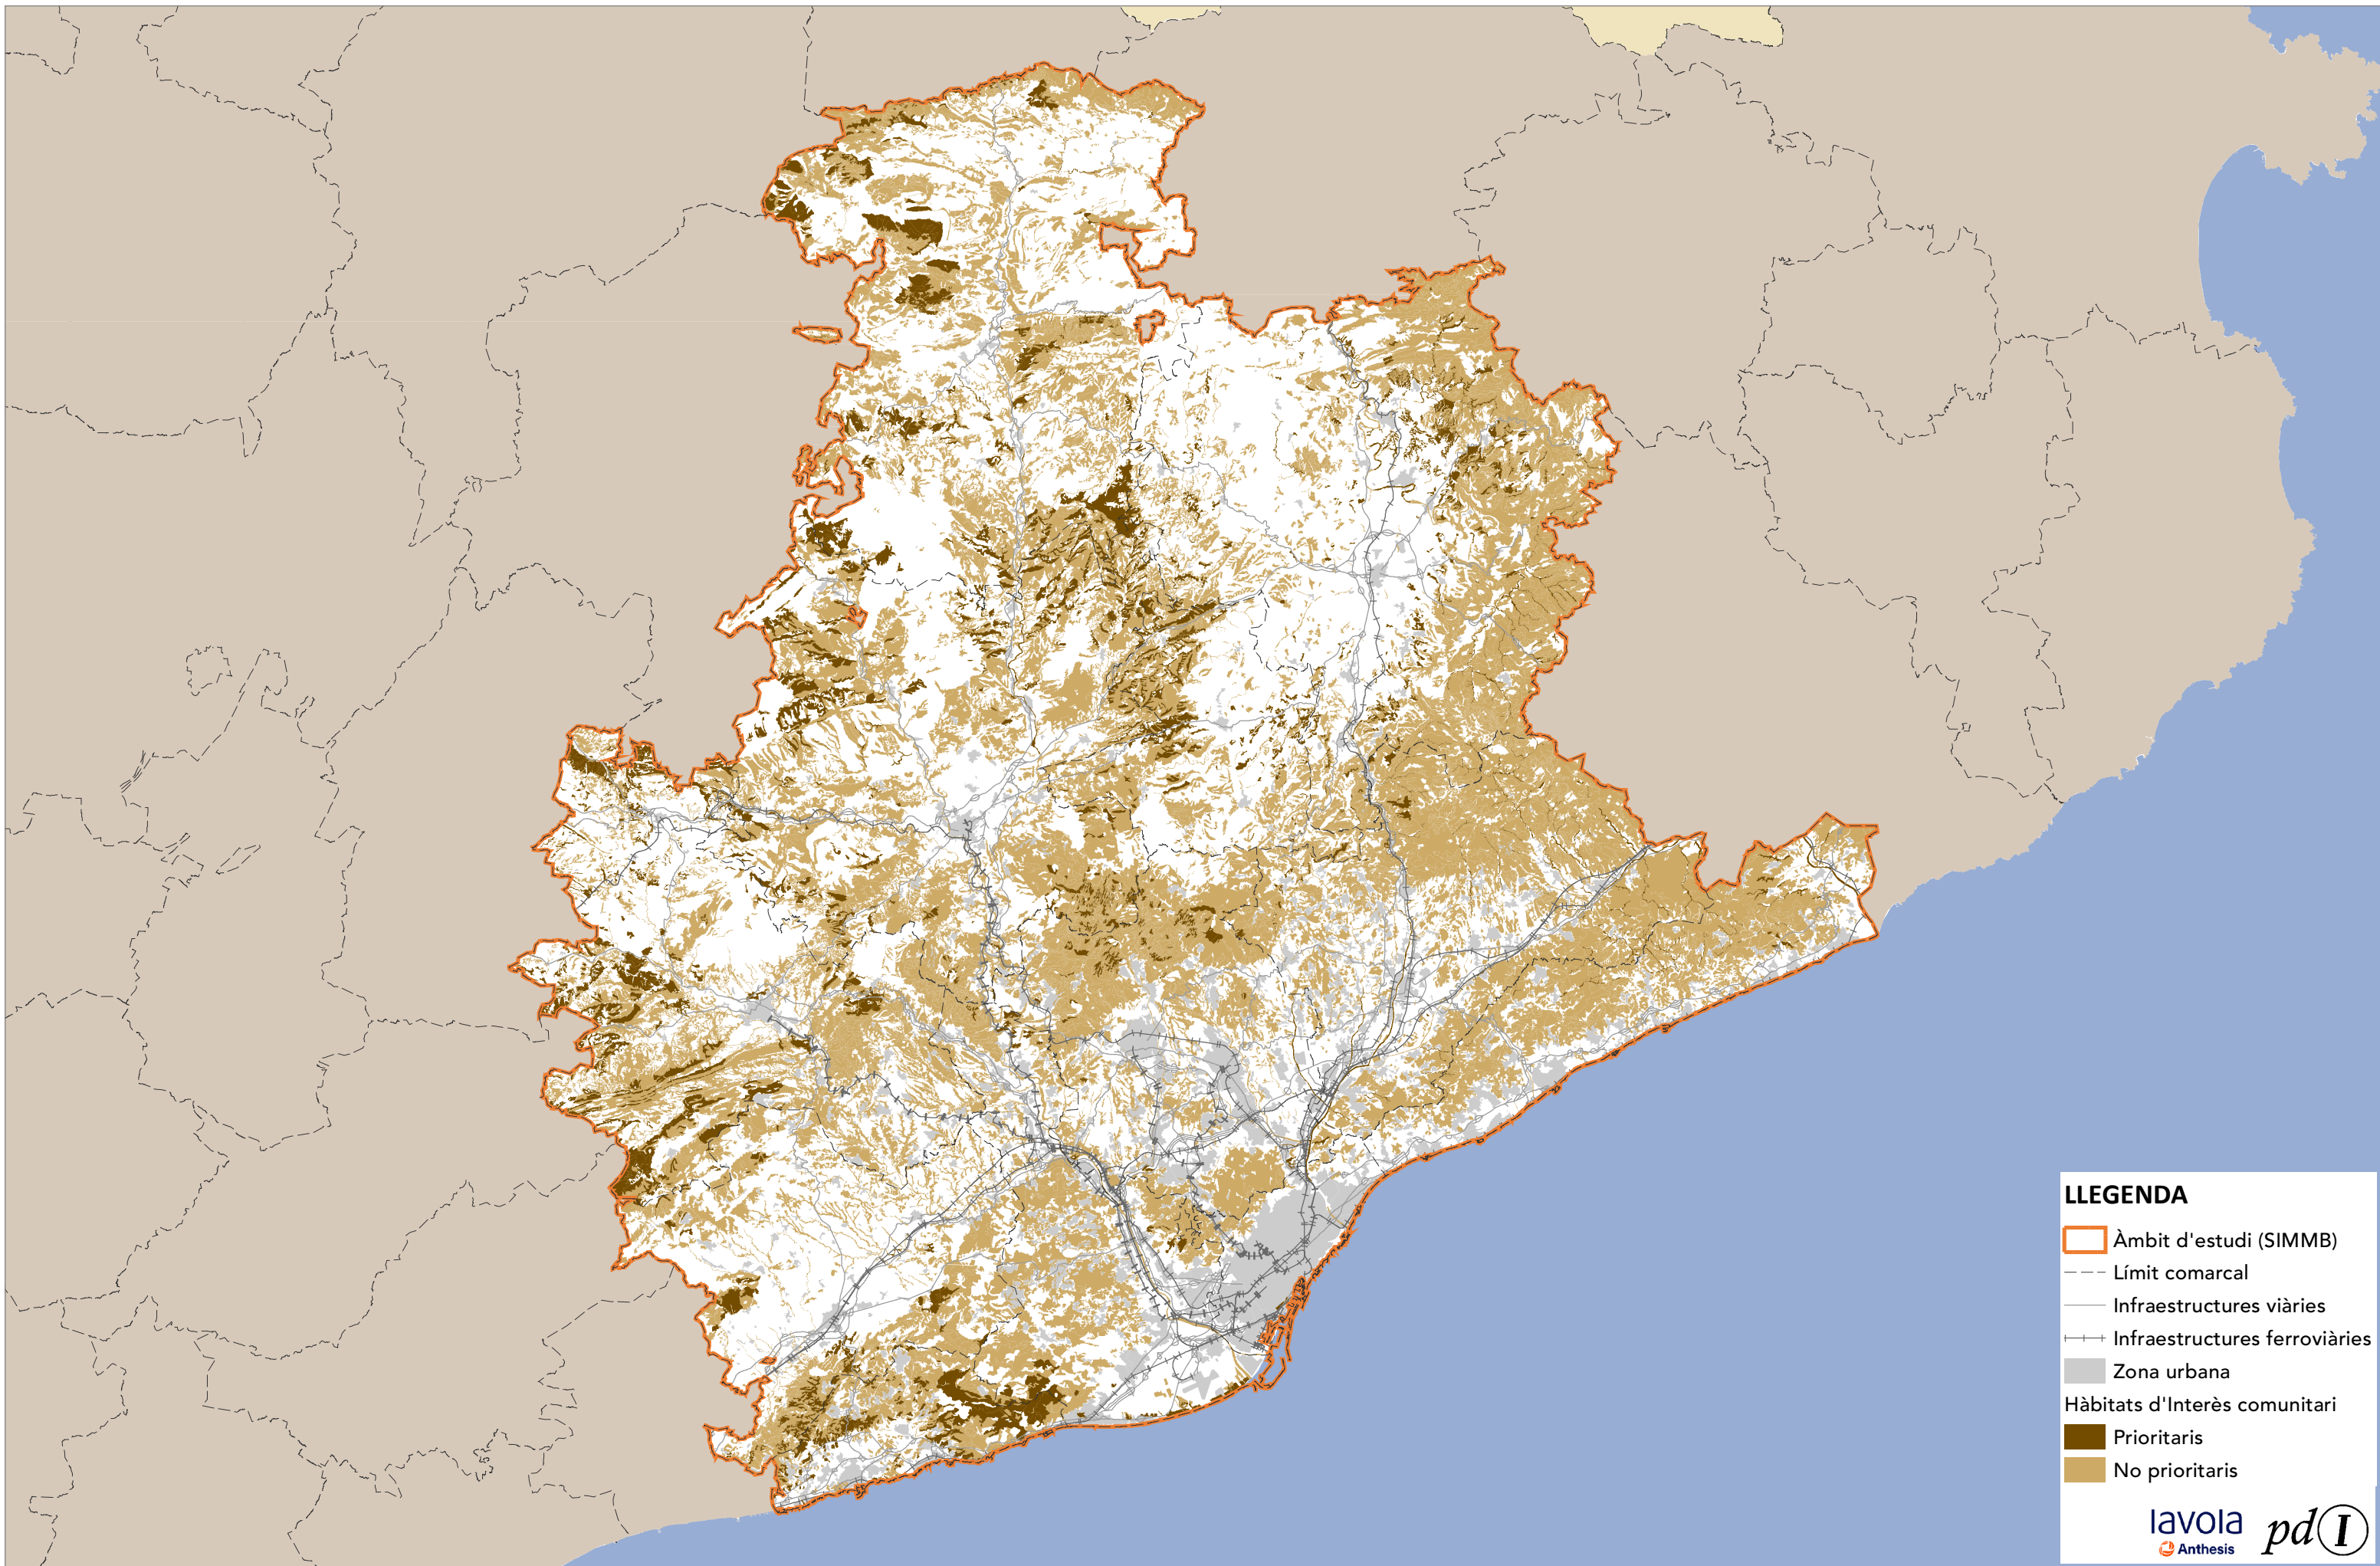 LLEGENDA
Àmbit d'estudi (SIMMB)
Límit comarcal
Infraestructures viàries
Infraestructures ferroviàries
Zona urbana
Hàbitats d'Interès comunitari
Prioritaris
No prioritaris
lavola
Anthesis
pdI